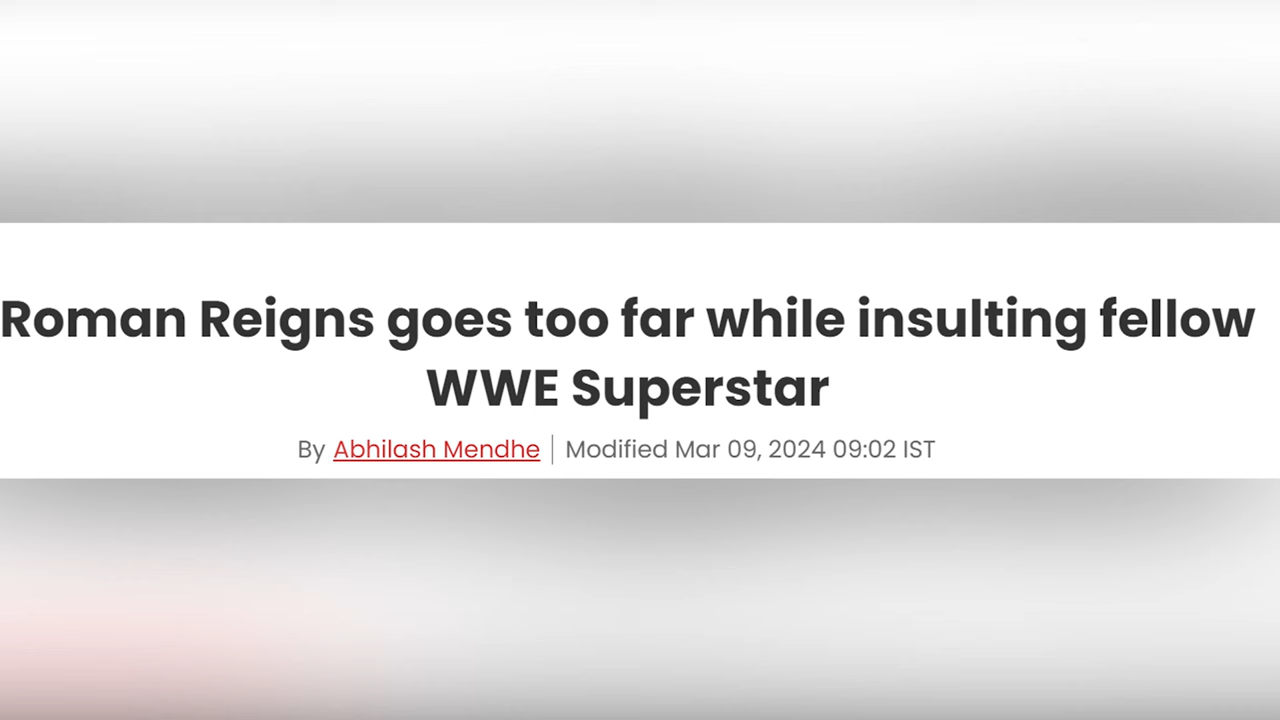 Roman Reigns goes too far while insulting fellow
WWE Superstar
By Abhilash Mendhe | Modified Mar 09, 2024 09:02 IST